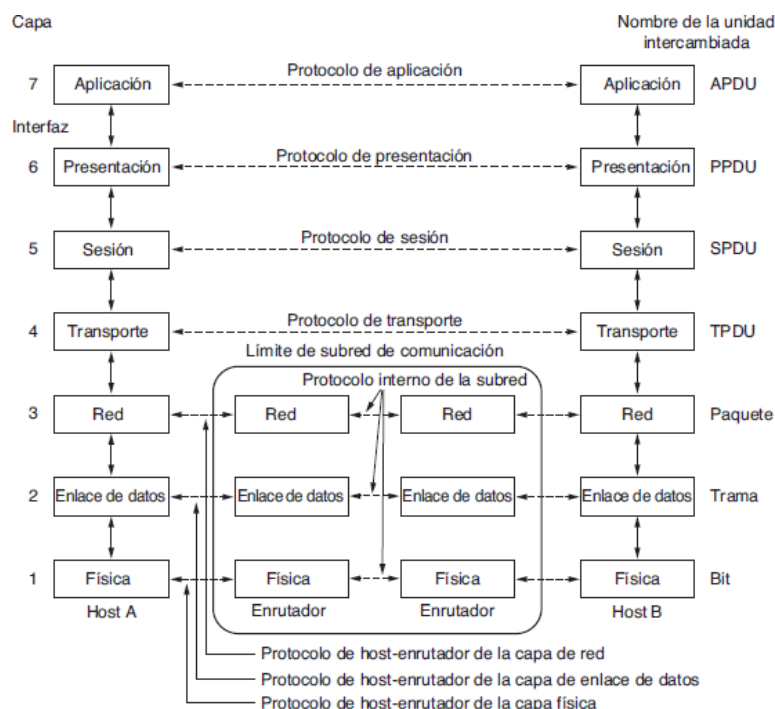 Capa
Nombre de la unidad
intercambiada
Protocolo de aplicación
7 Aplicación Aplicación APDU
Interfaz
Protocolo de presentación
6 Presentación Presentación PPDU
Protocolo de sesión
5 Sesión Sesión SPDU
Protocolo de transporte
4 Transporte Transporte TPDU
Límite de subred de comunicación
Protocolo interno de la subred
3 Red Red Red Red Paquete
2 Enlace de datos Enlace de datos Enlace de datos Enlace de datos Trama
1 Física Física Física Física Bit
Host A Enrutador Enrutador Host B
Protocolo de host-enrutador de la capa de red
Protocolo de host-enrutador de la capa de enlace de datos
Protocolo de host-enrutador de la capa física